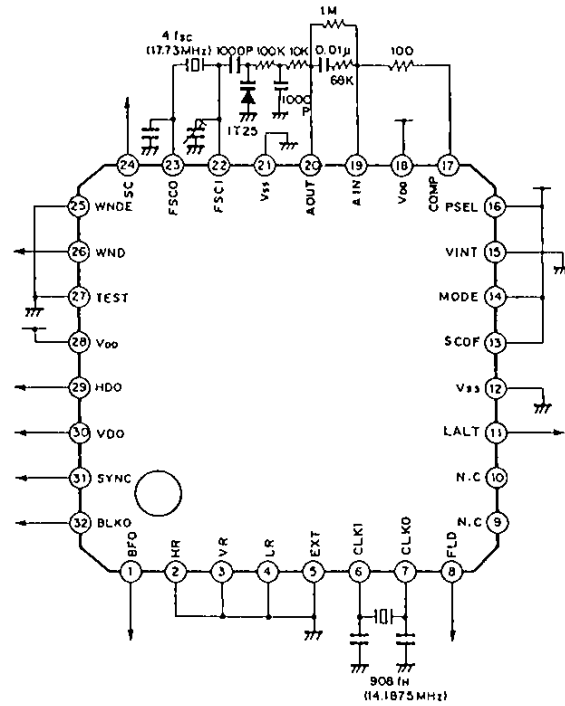 1M
4 fsc
(17.73MHz)
1000P
100K
10K
0.01μ
68K
100
1000
P
1T25
24
23
22
21
20
19
18
17
SC
FSCO
FSCI
Vss
AOUT
AIN
VDD
COMP
25 WNDE
PSEL 16
26 WND
VINT 15
27 TEST
MODE 14
28 VDD
SCOF 13
29 HDO
Vss 12
30 VDO
LALT 11
31 SYNC
N.C 10
32 BLKO
N.C 9
BFO
HR
VR
LR
EXT
CLKI
CLKO
FLD
1
2
3
4
5
6
7
8
908 fH
(14.1875MHz)